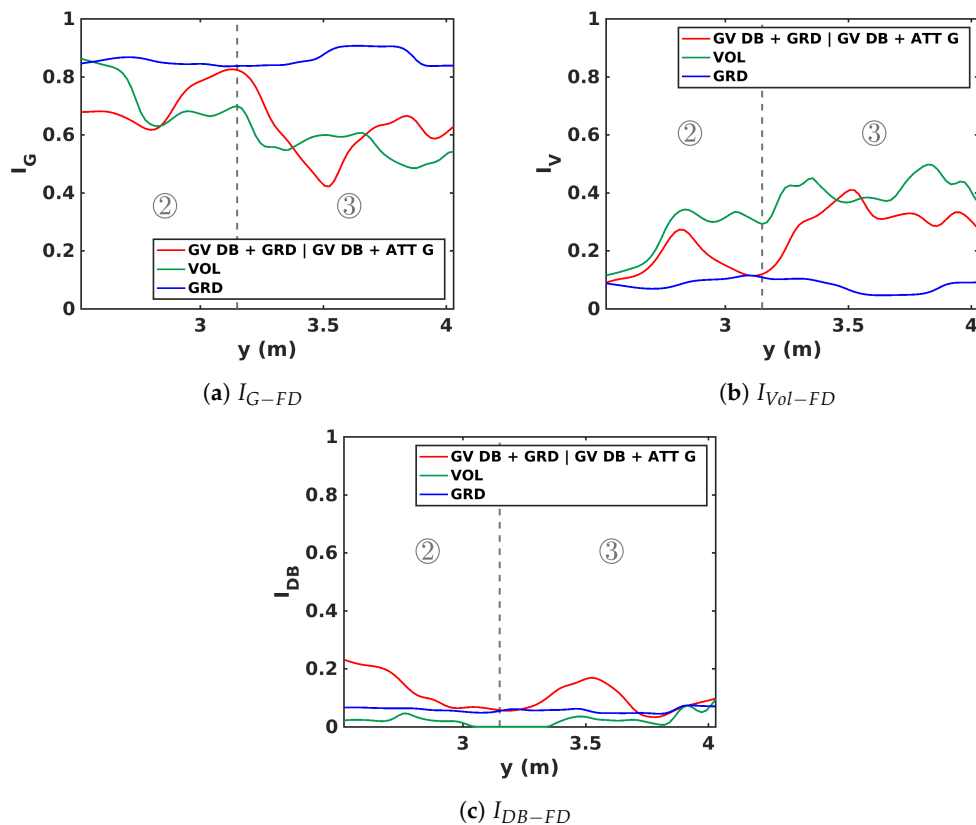 1
0.8
0.6
0.4
0.2
0
I_G
② ③
GV DB + GRD | GV DB + ATT G
VOL
GRD
3 3.5 4
y (m)
(a) I_{G−FD}
1
0.8
0.6
0.4
0.2
0
I_V
GV DB + GRD | GV DB + ATT G
VOL
GRD
② ③
3 3.5 4
y (m)
(b) I_{Vol−FD}
1
0.8
0.6
0.4
0.2
0
I_DB
GV DB + GRD | GV DB + ATT G
VOL
GRD
② ③
3 3.5 4
y (m)
(c) I_{DB−FD}